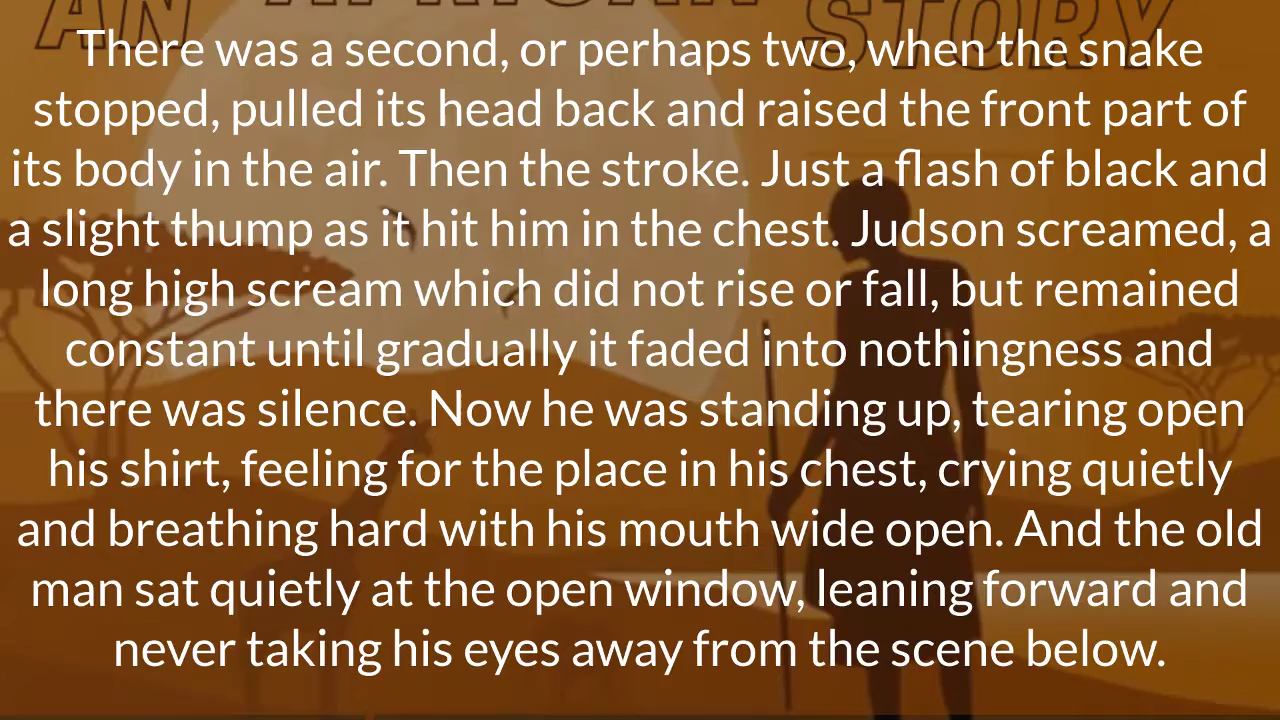 AN AFRICAN STORY
There was a second, or perhaps two, when the snake
stopped, pulled its head back and raised the front part of
its body in the air. Then the stroke. Just a flash of black and
a slight thump as it hit him in the chest. Judson screamed, a
long high scream which did not rise or fall, but remained
constant until gradually it faded into nothingness and
there was silence. Now he was standing up, tearing open
his shirt, feeling for the place in his chest, crying quietly
and breathing hard with his mouth wide open. And the old
man sat quietly at the open window, leaning forward and
never taking his eyes away from the scene below.